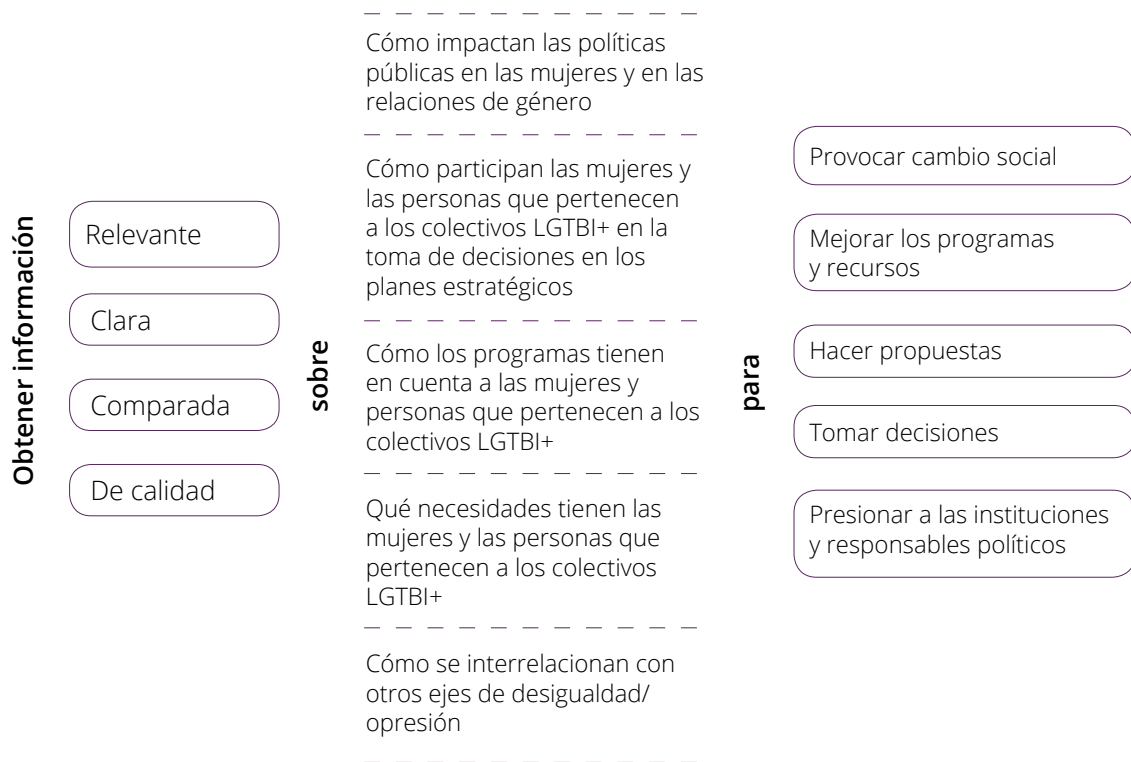 Obtener información
Relevante
Clara
Comparada
De calidad
sobre
Cómo impactan las políticas
públicas en las mujeres y en las
relaciones de género
Cómo participan las mujeres y
las personas que pertenecen
a los colectivos LGTBI+ en la
toma de decisiones en los
planes estratégicos
Cómo los programas tienen
en cuenta a las mujeres y
personas que pertenecen a los
colectivos LGTBI+
Qué necesidades tienen las
mujeres y las personas que
pertenecen a los colectivos
LGTBI+
Cómo se interrelacionan con
otros ejes de desigualdad/
opresión
para
Provocar cambio social
Mejorar los programas
y recursos
Hacer propuestas
Tomar decisiones
Presionar a las instituciones
y responsables políticos